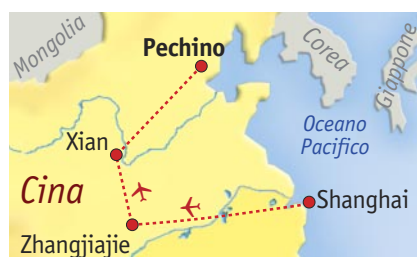 Mongolia
Pechino
Corea
Giappone
Xian
Oceano
Pacifico
Cina
Shanghai
Zhangjiajie